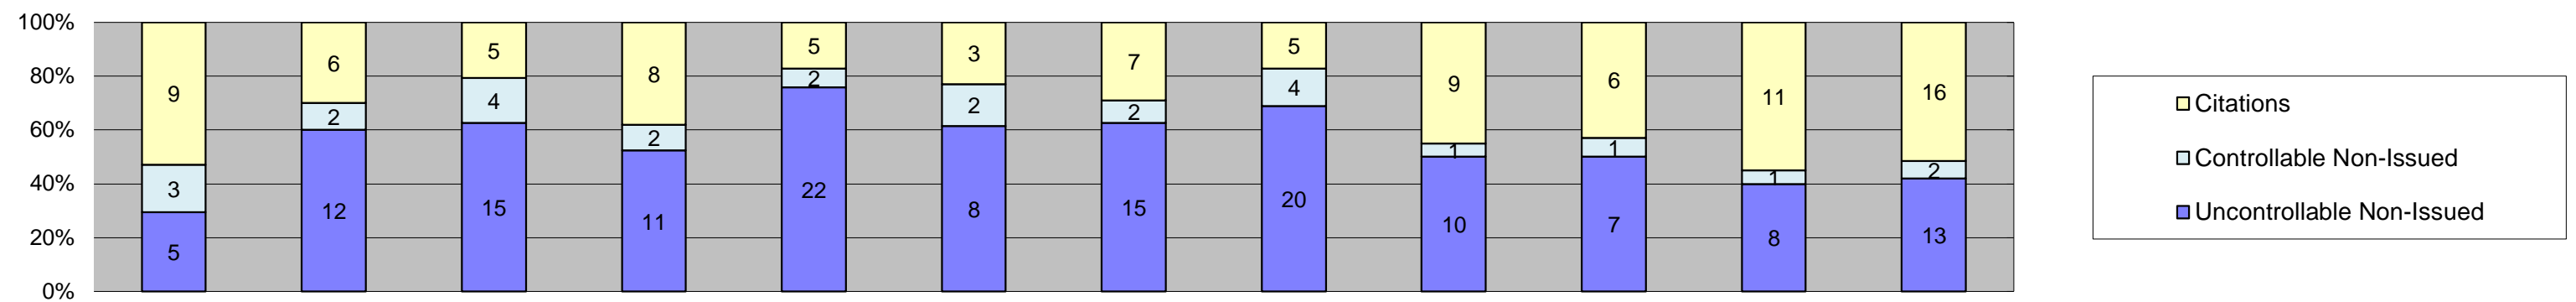 100%
80%
60%
40%
20%
0%
9 6 5 8 5 3 7 5 9 6 11 16
3 2 4 2 2 2 2 4 1 1 1 2
5 12 15 11 22 8 15 20 10 7 8 13
Citations
Controllable Non-Issued
Uncontrollable Non-Issued